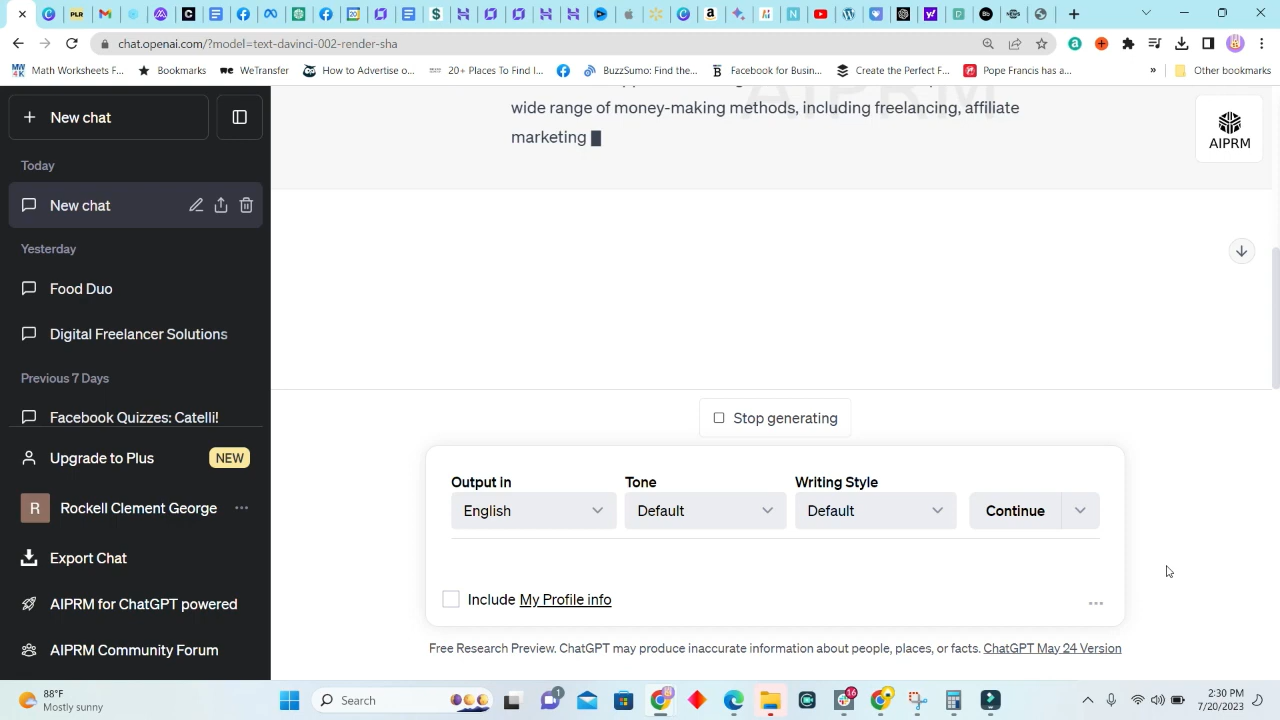 PLR
20
chat.openai.com/?model=text-davinci-002-render-sha
Math Worksheets F...
Bookmarks
WeTransfer
How to Advertise o...
20+ Places To Find I...
BuzzSumo: Find the...
Facebook for Busin...
Create the Perfect F...
Pope Francis has a...
»
Other bookmarks
New chat
Today
New chat
Yesterday
Food Duo
Digital Freelancer Solutions
Previous 7 Days
Facebook Quizzes: Catelli!
Upgrade to Plus
NEW
R
Rockell Clement George
Export Chat
AIPRM for ChatGPT powered
AIPRM Community Forum
wide range of money-making methods, including freelancing, affiliate
marketing
AIPRM
AIPRM
Stop generating
Output in
Tone
Writing Style
English
Default
Default
Continue
Include My Profile info
Free Research Preview. ChatGPT may produce inaccurate information about people, places, or facts. ChatGPT May 24 Version
88°F
Mostly sunny
Search
1
16
2:30 PM
7/20/2023